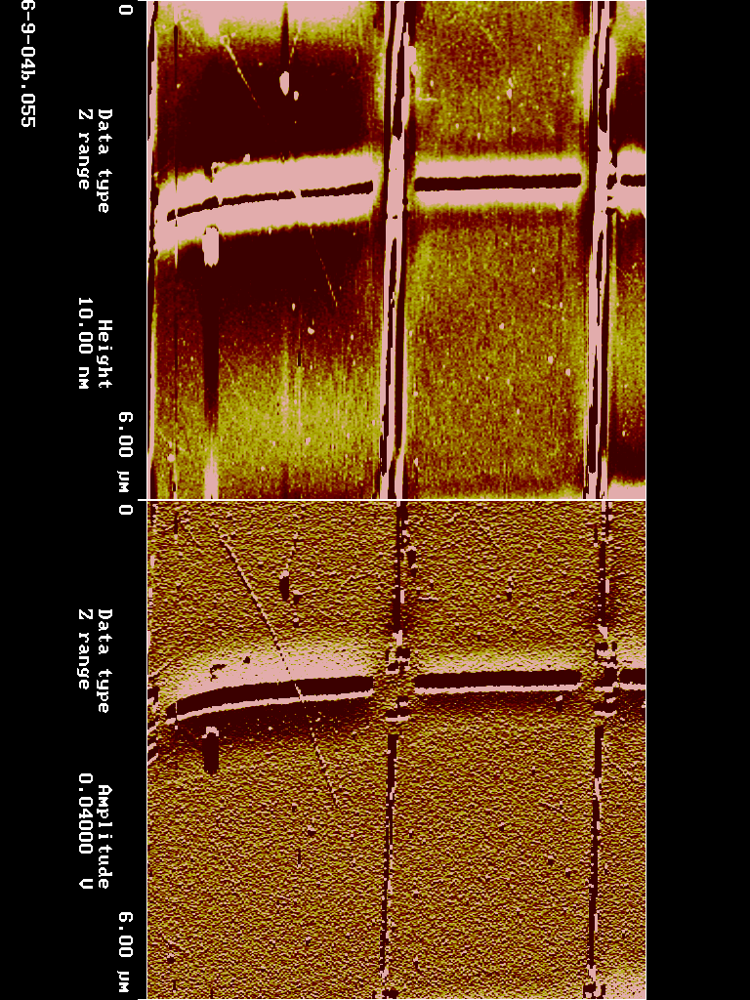 0 6.00 µm 0 6.00 µm
Data type Height Data type Amplitude
Z range 10.00 nm Z range 0.04000 V
6-9-04b.055